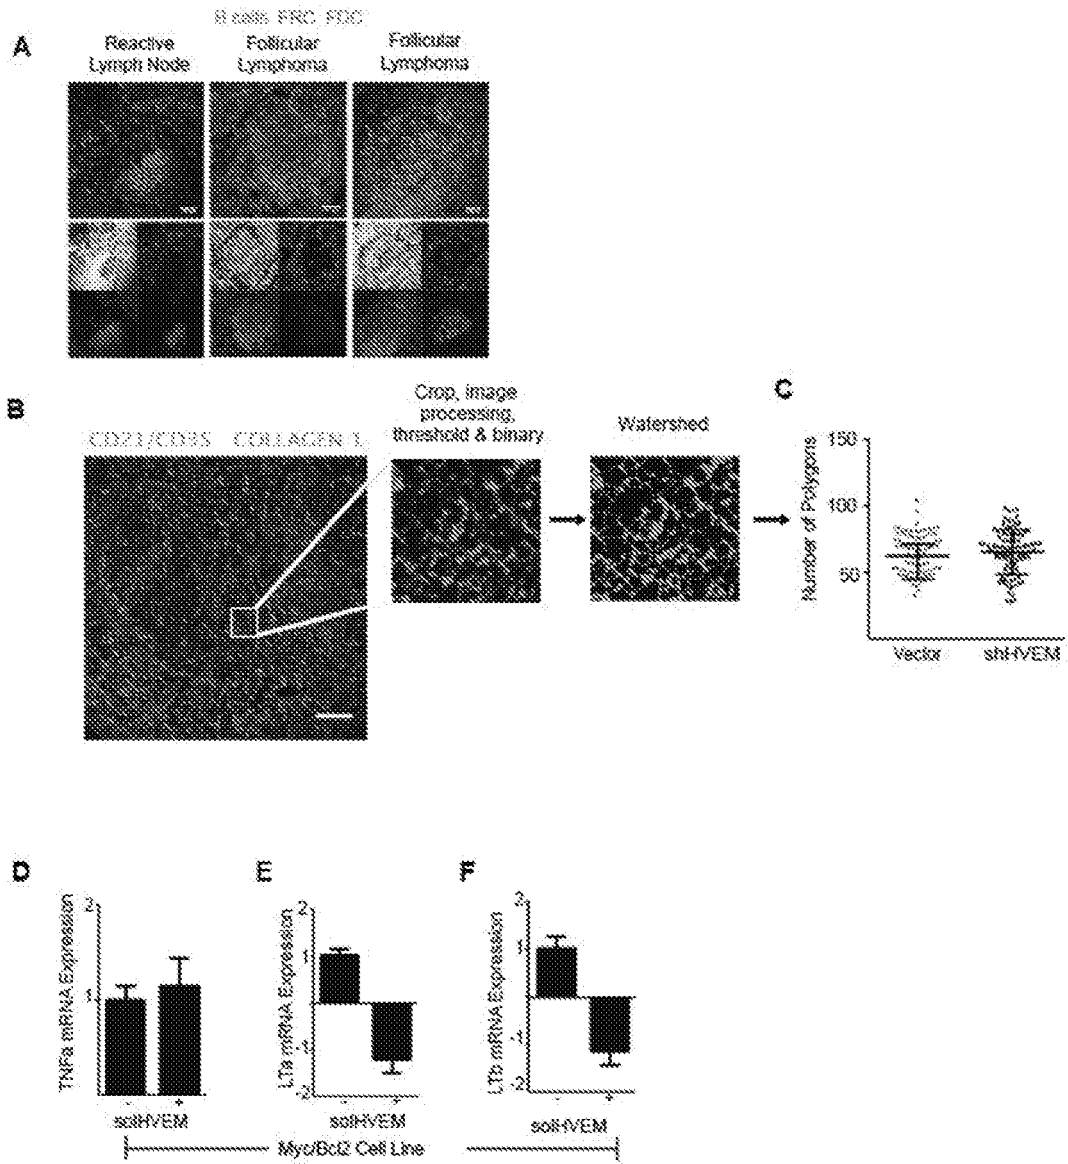 A
B cells FRC FDC
Reactive
Lymph Node
Follicular
Lymphoma
Follicular
Lymphoma
B
CD21/CD35 COLLAGEN-1
Crop, image
processing,
threshold & binary
Watershed
C
Number of Polygons
150
100
50
Vector
shHVEM
D
TNFa mRNA Expression
2
1
- +
solHVEM
E
LTa mRNA Expression
2
1
-1
-2
- +
solHVEM
F
LTb mRNA Expression
2
1
-1
-2
- +
solHVEM
Myc/Bcl2 Cell Line